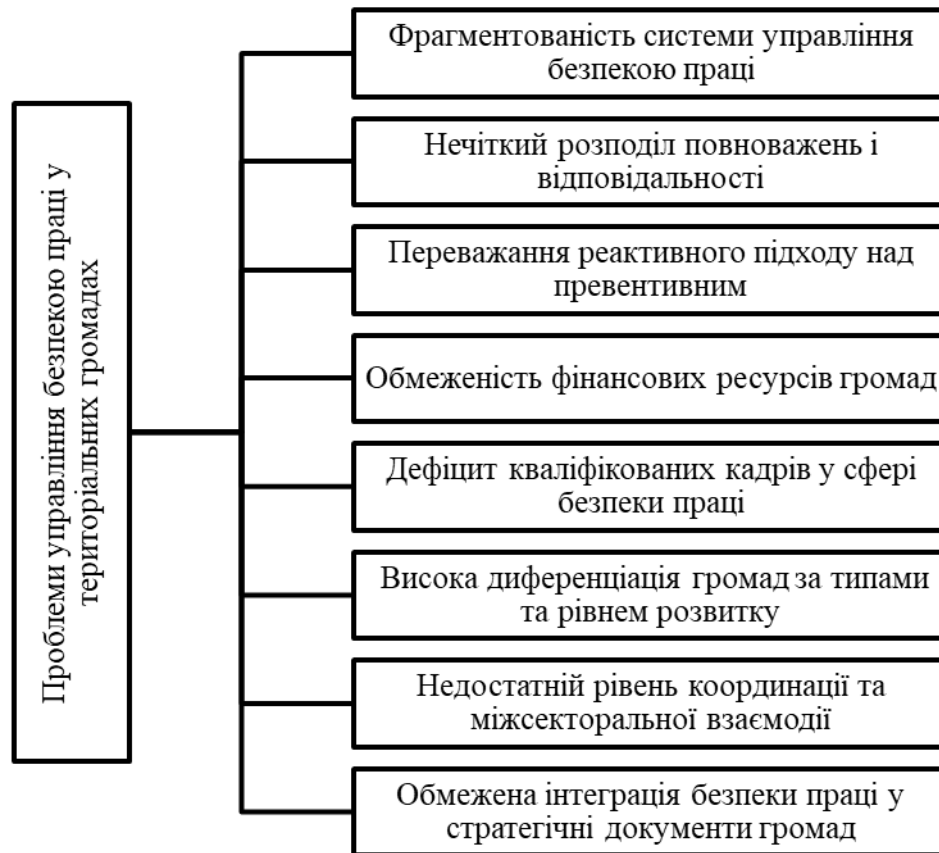 Проблеми управління безпекою праці у
територіальних громадах
Фрагментованість системи управління
безпекою праці
Нечіткий розподіл повноважень і
відповідальності
Переважання реактивного підходу над
превентивним
Обмеженість фінансових ресурсів громад
Дефіцит кваліфікованих кадрів у сфері
безпеки праці
Висока диференціація громад за типами
та рівнем розвитку
Недостатній рівень координації та
міжсекторальної взаємодії
Обмежена інтеграція безпеки праці у
стратегічні документи громад